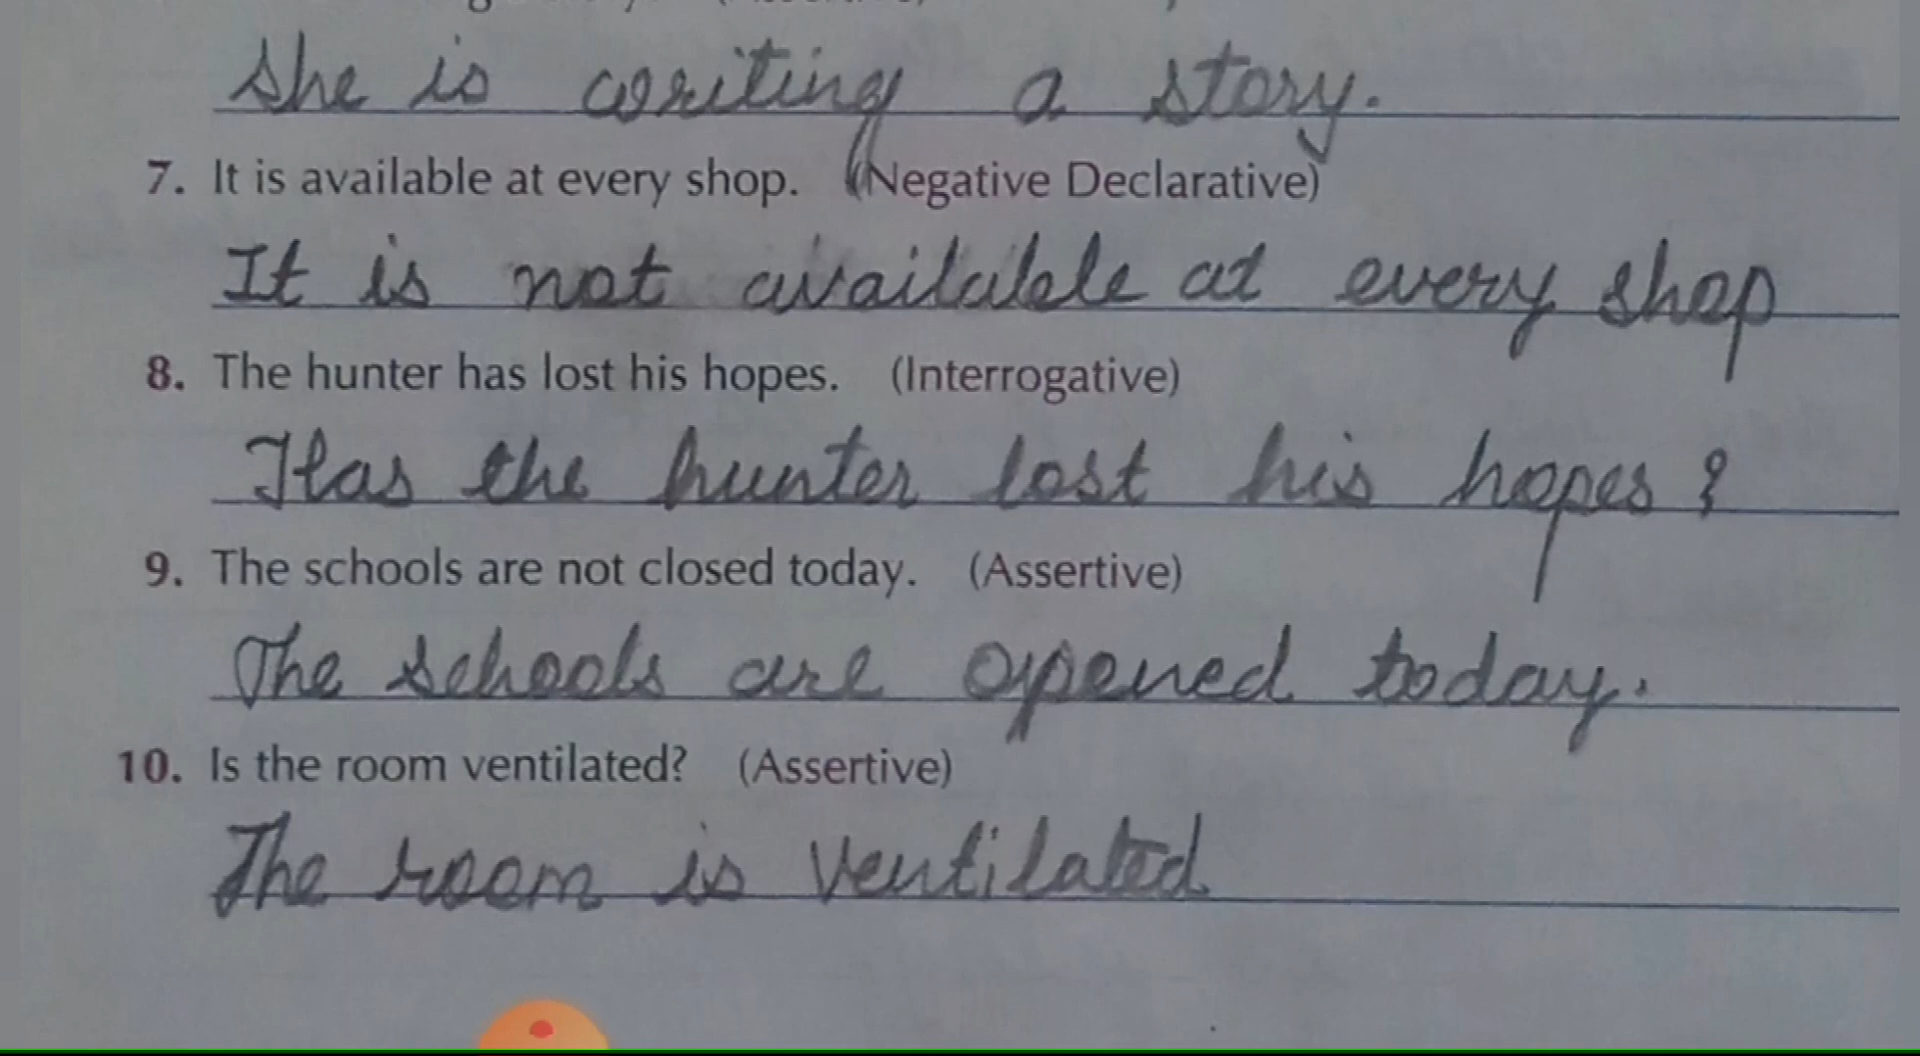 She is writing a story.
7. It is available at every shop. (Negative Declarative)
It is not available at every shop
8. The hunter has lost his hopes. (Interrogative)
Has the hunter lost his hopes?
9. The schools are not closed today. (Assertive)
The schools are opened today.
10. Is the room ventilated? (Assertive)
The room is ventilated